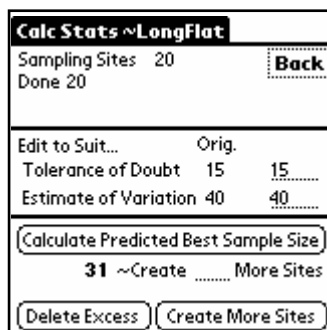 Calc Stats ~LongFlat
Sampling Sites 20
Back
Done 20
Edit to Suit... Orig.
Tolerance of Doubt 15 15
Estimate of Variation 40 40
Calculate Predicted Best Sample Size
31 ~Create ...... More Sites
Delete Excess Create More Sites